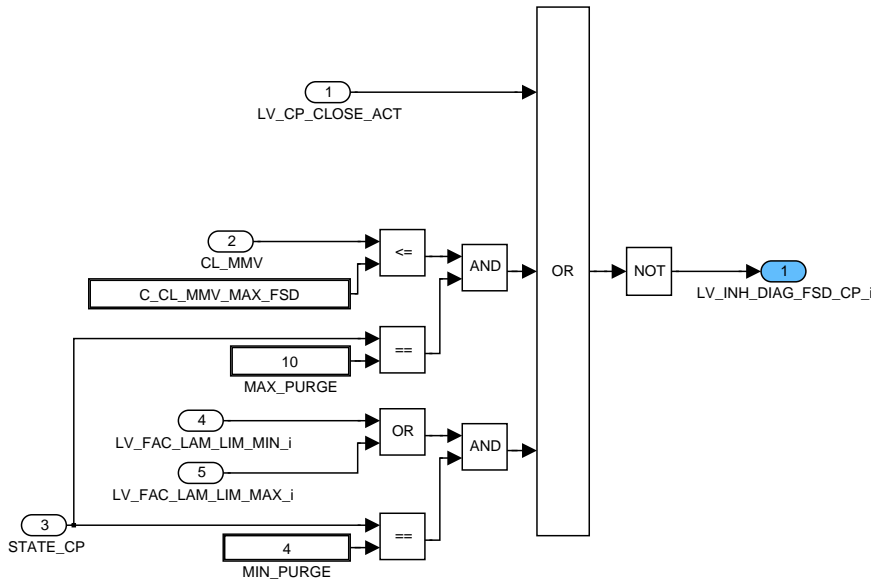 1
LV_CP_CLOSE_ACT
2
CL_MMV
<=
AND
C_CL_MMV_MAX_FSD
OR
NOT
1
LV_INH_DIAG_FSD_CP_i
10
==
MAX_PURGE
4
LV_FAC_LAM_LIM_MIN_i
OR
AND
5
LV_FAC_LAM_LIM_MAX_i
3
STATE_CP
4
==
MIN_PURGE